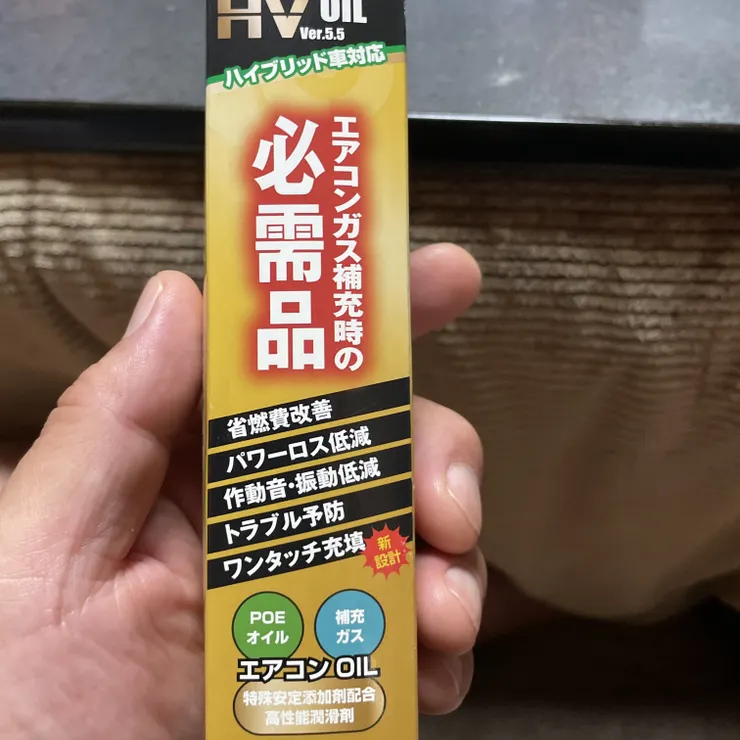 HV OIL
Ver.5.5
ハイブリッド車対応
エアコンガス補充時の
必需品
省燃費改善
パワーロス低減
作動音・振動低減
トラブル予防
ワンタッチ充填
新
設計
POE
オイル
補充
ガス
エアコン OIL
特殊安定添加剤配合
高性能潤滑剤